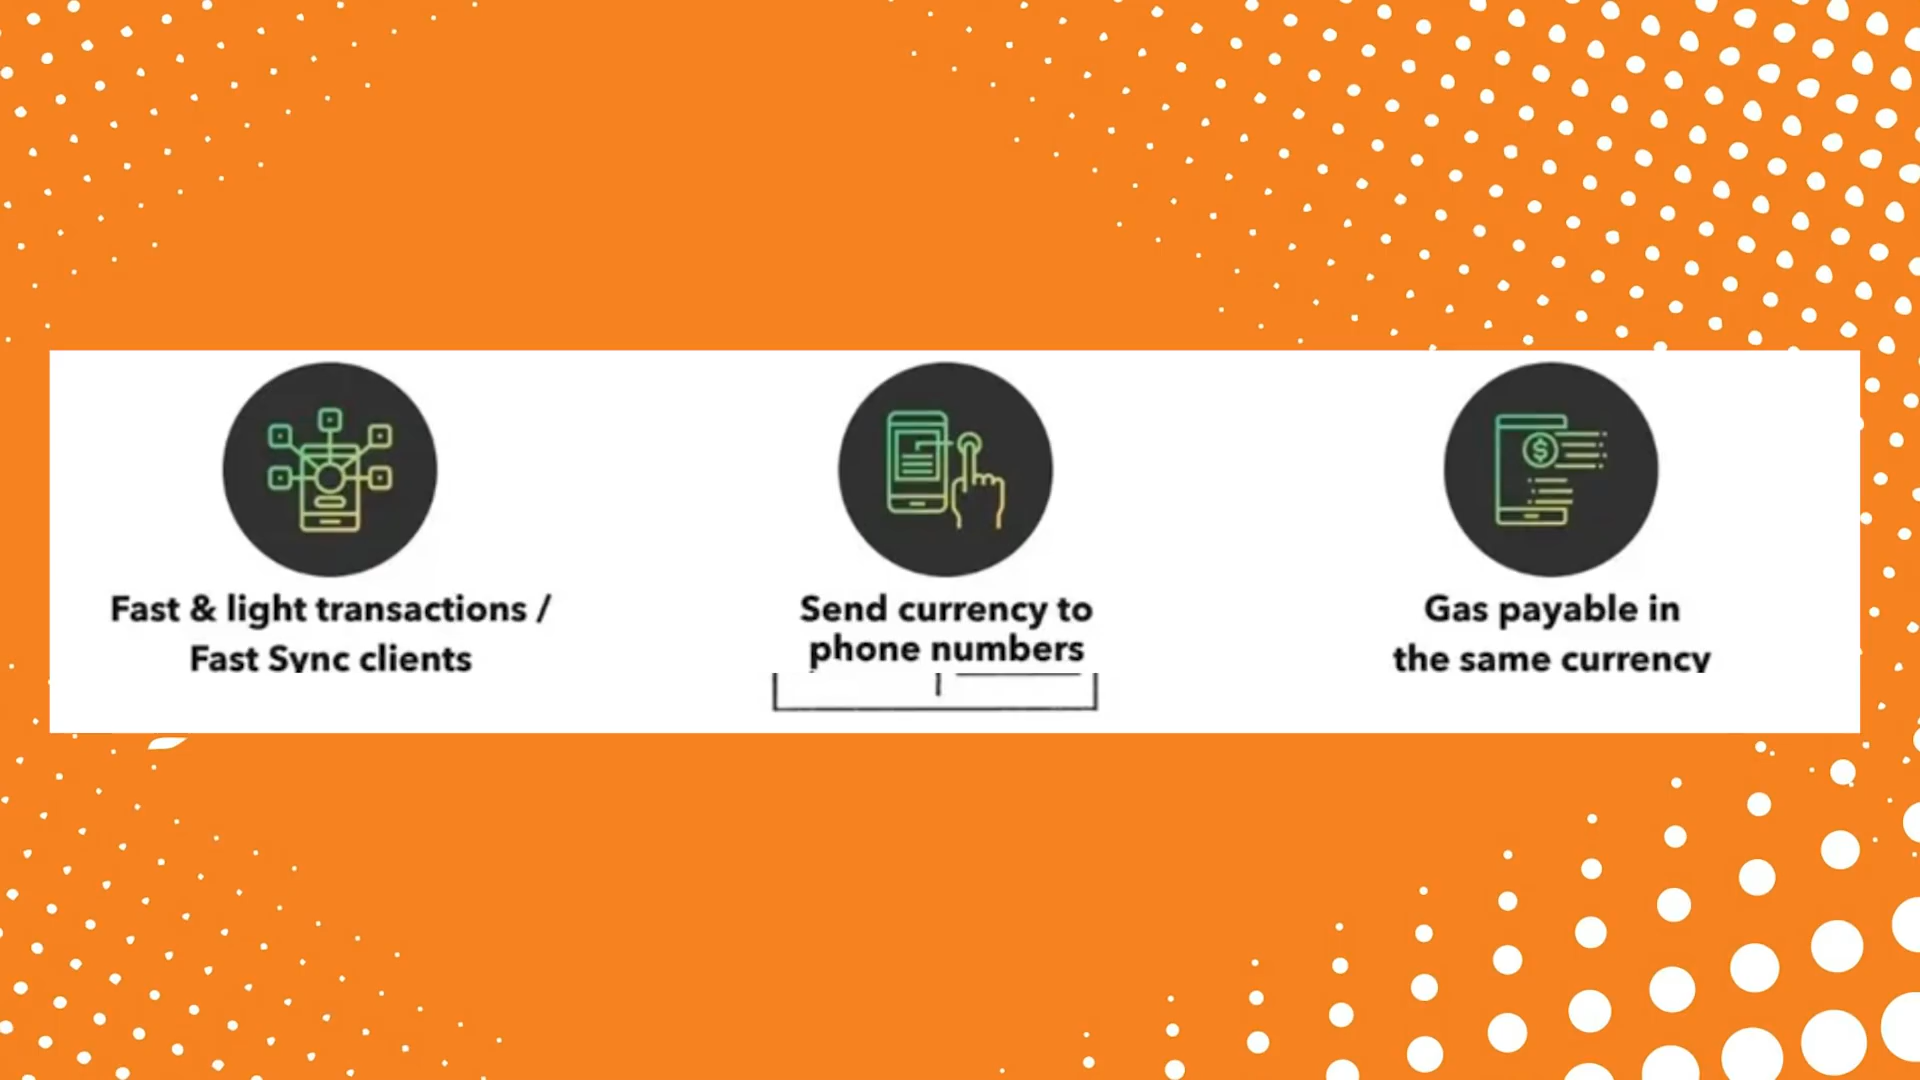 Fast & light transactions /
Fast Sync clients
Send currency to
phone numbers
Gas payable in
the same currency